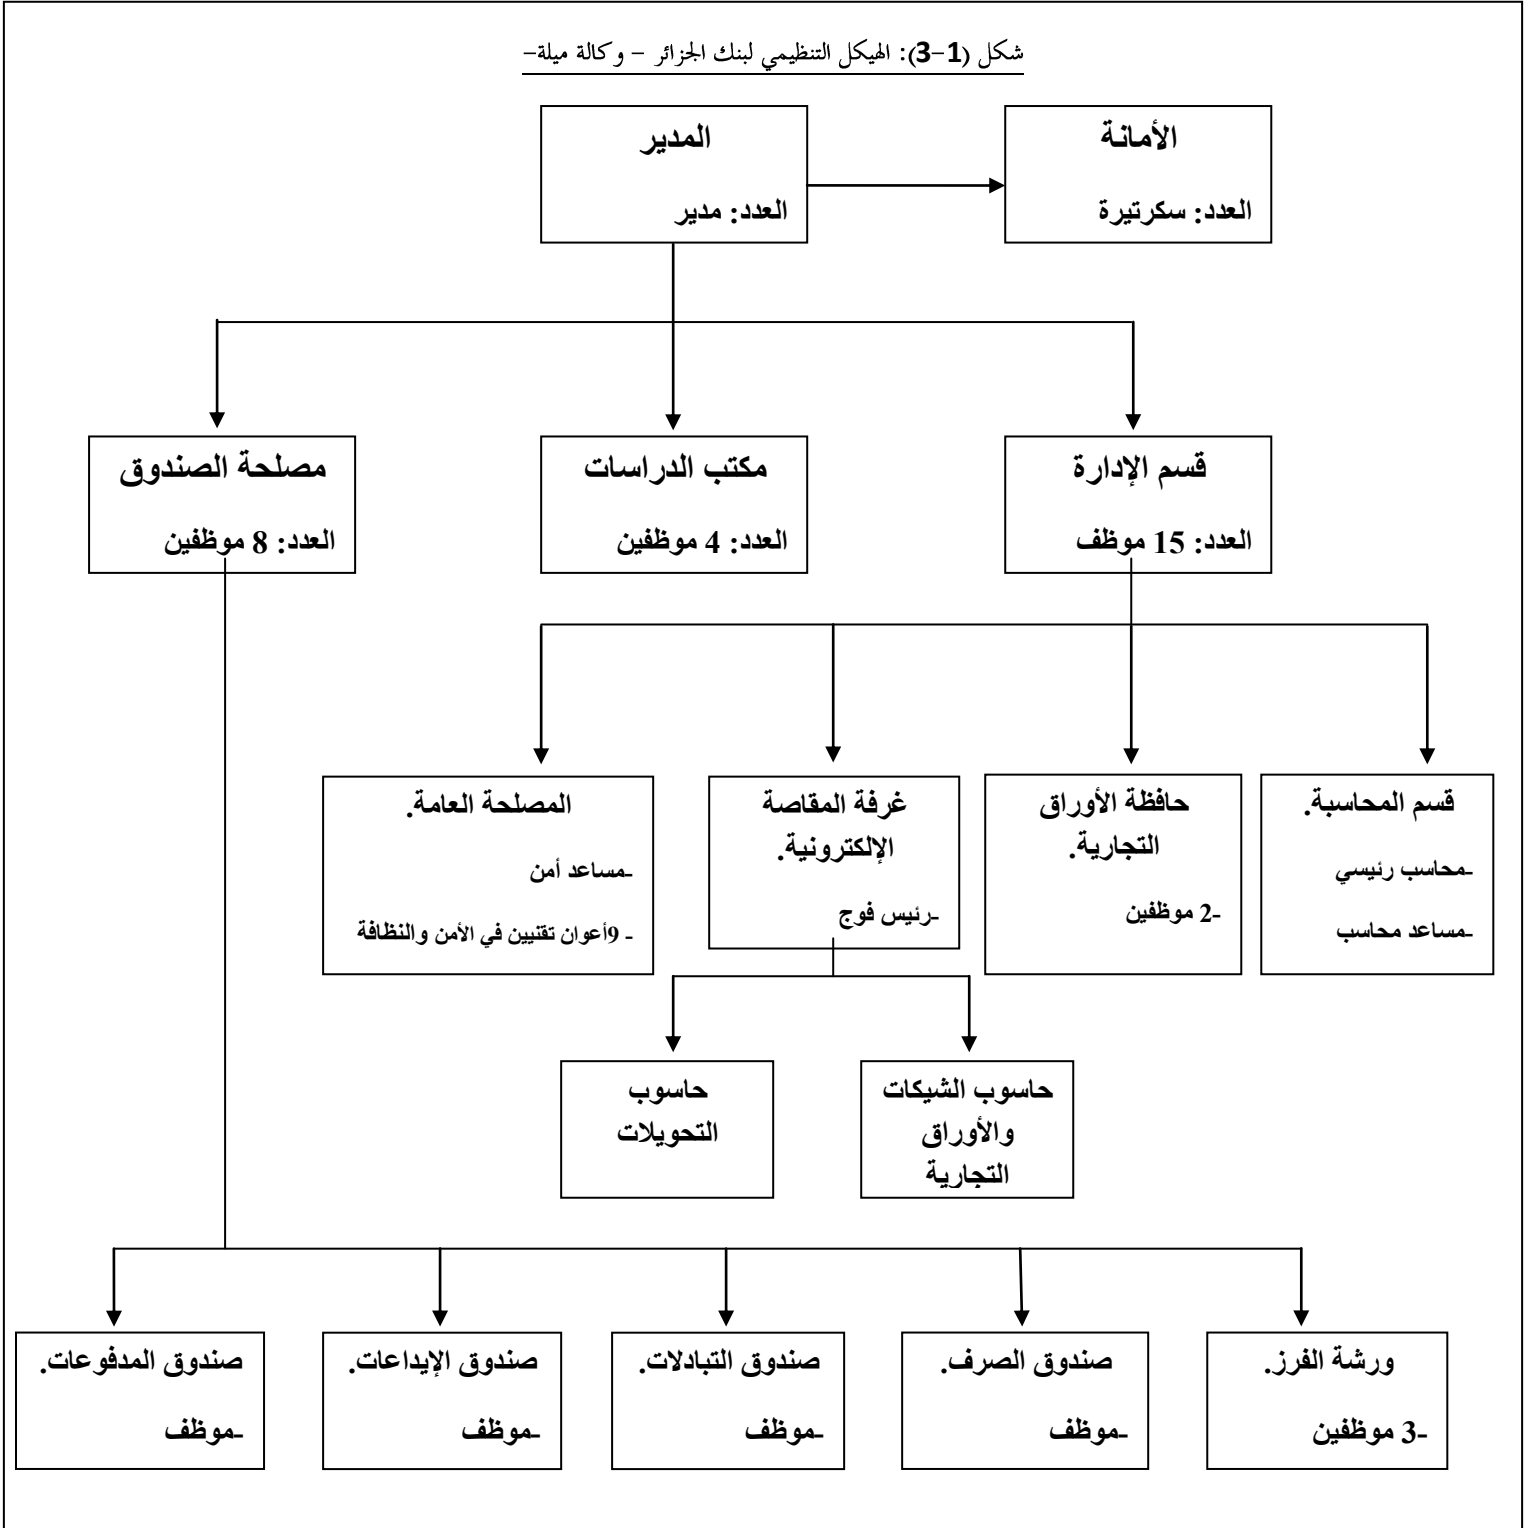 شكل (1-3): الهيكل التنظيمي لبنك الجزائر – وكالة ميلة–
الأمانة
العدد: سكرتيرة
المدير
العدد: مدير
قسم الإدارة
العدد: 15 موظف
مكتب الدراسات
العدد: 4 موظفين
مصلحة الصندوق
العدد: 8 موظفين
قسم المحاسبة.
-محاسب رئيسي
-مساعد محاسب
حافظة الأوراق
التجارية.
-2 موظفين
غرفة المقاصة
الإلكترونية.
-رئيس فوج
المصلحة العامة.
-مساعد أمن
- 9أعوان تقنيين في الأمن والنظافة
حاسوب الشيكات
والأوراق
التجارية
حاسوب
التحويلات
ورشة الفرز.
-3 موظفين
صندوق الصرف.
-موظف
صندوق التبادلات.
-موظف
صندوق الإيداعات.
-موظف
صندوق المدفوعات.
-موظف